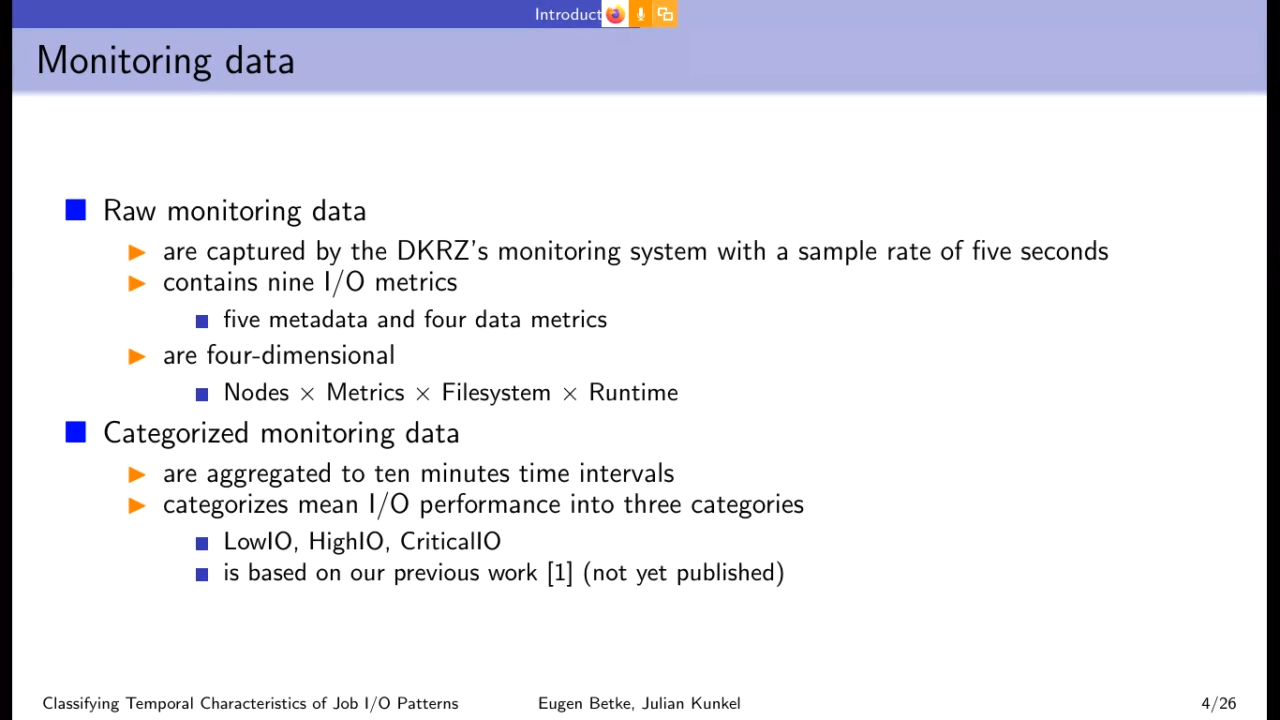 Introduct
Monitoring data
Raw monitoring data
are captured by the DKRZ's monitoring system with a sample rate of five seconds
contains nine I/O metrics
five metadata and four data metrics
are four-dimensional
Nodes × Metrics × Filesystem × Runtime
Categorized monitoring data
are aggregated to ten minutes time intervals
categorizes mean I/O performance into three categories
LowIO, HighIO, CriticalIO
is based on our previous work [1] (not yet published)
Classifying Temporal Characteristics of Job I/O Patterns
Eugen Betke, Julian Kunkel
4/26